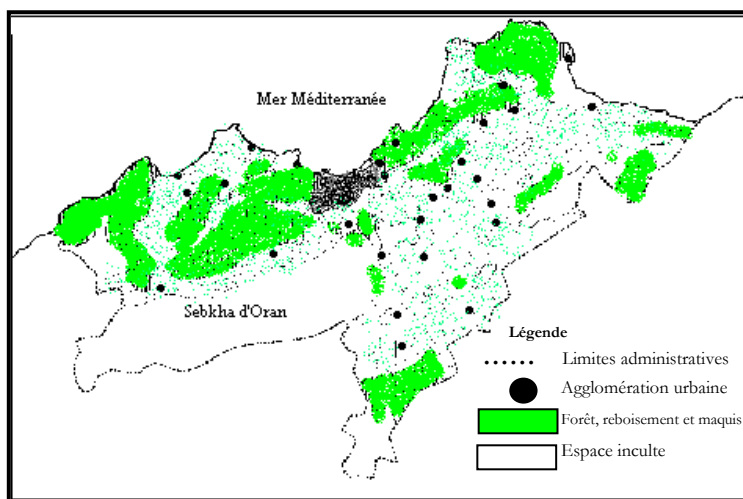 Mer Méditerranée
Sebkha d'Oran
Légende
Limites administratives
Agglomération urbaine
Forêt, reboisement et maquis
Espace inculte